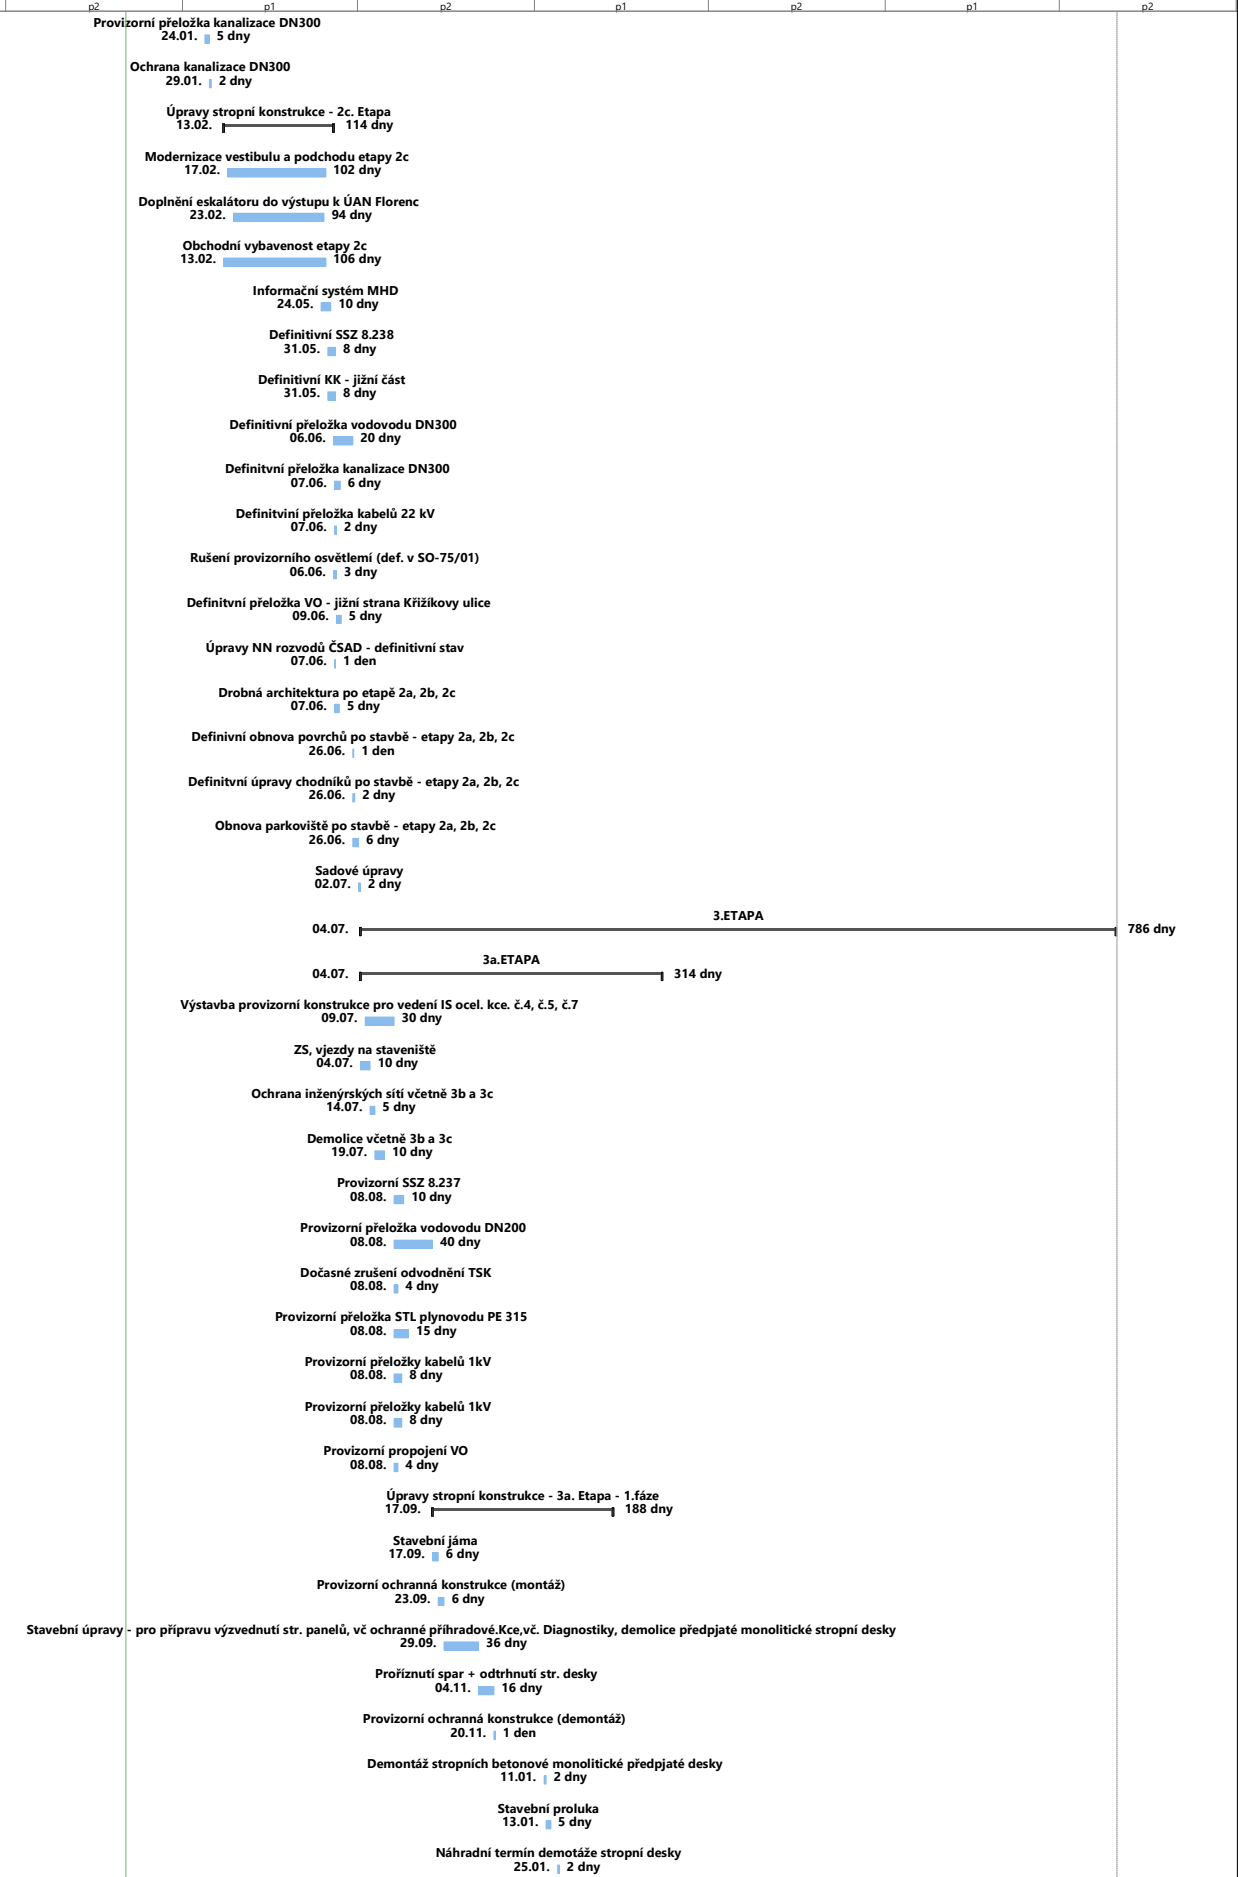 p2 p1 p2 p1 p2 p1 p2
Provizorní přeložka kanalizace DN300
24.01. 5 dny
Ochrana kanalizace DN300
29.01. 2 dny
Úpravy stropní konstrukce - 2c. Etapa
13.02. 114 dny
Modernizace vestibulu a podchodu etapy 2c
17.02. 102 dny
Doplnění eskalátoru do výstupu k ÚAN Florenc
23.02. 94 dny
Obchodní vybavenost etapy 2c
13.02. 106 dny
Informační systém MHD
24.05. 10 dny
Definitivní SSZ 8.238
31.05. 8 dny
Definitivní KK - jižní část
31.05. 8 dny
Definitivní přeložka vodovodu DN300
06.06. 20 dny
Definitvní přeložka kanalizace DN300
07.06. 6 dny
Definitviní přeložka kabelů 22 kV
07.06. 2 dny
Rušení provizorního osvětlemí (def. v SO-75/01)
06.06. 3 dny
Definitvní přeložka VO - jižní strana Křižíkovy ulice
09.06. 5 dny
Úpravy NN rozvodů ČSAD - definitivní stav
07.06. 1 den
Drobná architektura po etapě 2a, 2b, 2c
07.06. 5 dny
Definivní obnova povrchů po stavbě - etapy 2a, 2b, 2c
26.06. 1 den
Definitvní úpravy chodníků po stavbě - etapy 2a, 2b, 2c
26.06. 2 dny
Obnova parkoviště po stavbě - etapy 2a, 2b, 2c
26.06. 6 dny
Sadové úpravy
02.07. 2 dny
3.ETAPA
04.07. 786 dny
3a.ETAPA
04.07. 314 dny
Výstavba provizorní konstrukce pro vedení IS ocel. kce. č.4, č.5, č.7
09.07. 30 dny
ZS, vjezdy na staveniště
04.07. 10 dny
Ochrana inženýrských sítí včetně 3b a 3c
14.07. 5 dny
Demolice včetně 3b a 3c
19.07. 10 dny
Provizorní SSZ 8.237
08.08. 10 dny
Provizorní přeložka vodovodu DN200
08.08. 40 dny
Dočasné zrušení odvodnění TSK
08.08. 4 dny
Provizorní přeložka STL plynovodu PE 315
08.08. 15 dny
Provizorní přeložky kabelů 1kV
08.08. 8 dny
Provizorní přeložky kabelů 1kV
08.08. 8 dny
Provizorní propojení VO
08.08. 4 dny
Úpravy stropní konstrukce - 3a. Etapa - 1.fáze
17.09. 188 dny
Stavební jáma
17.09. 6 dny
Provizorní ochranná konstrukce (montáž)
23.09. 6 dny
Stavební úpravy - pro přípravu výzvednutí str. panelů, vč ochranné příhradové.Kce,vč. Diagnostiky, demolice předpjaté monolitické stropní desky
29.09. 36 dny
Proříznutí spar + odtrhnutí str. desky
04.11. 16 dny
Provizorní ochranná konstrukce (demontáž)
20.11. 1 den
Demontáž stropních betonové monolitické předpjaté desky
11.01. 2 dny
Stavební proluka
13.01. 5 dny
Náhradní termín demotáže stropní desky
25.01. 2 dny